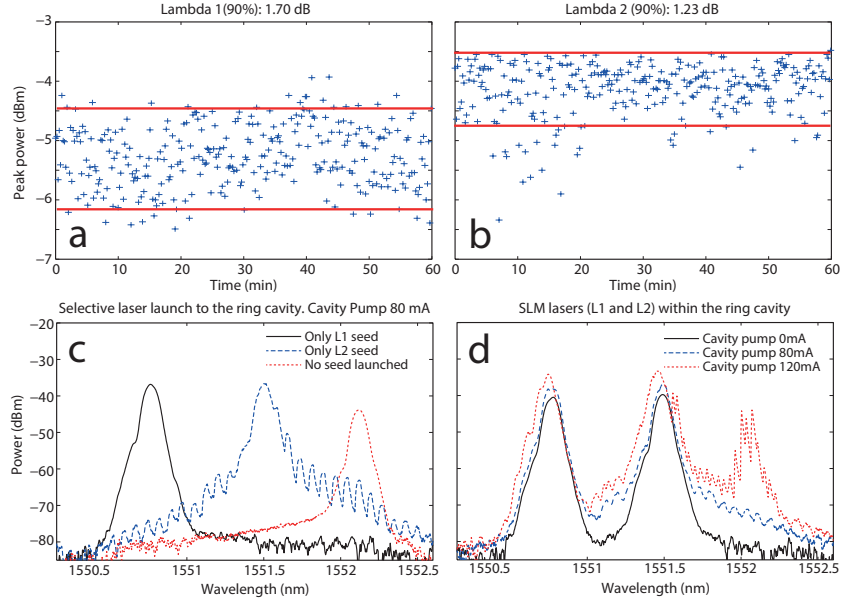 Lambda 1(90%): 1.70 dB
Lambda 2 (90%): 1.23 dB
Peak power (dBm)
−3
−4
−5
−6
−7
a
0 10 20 30 40 50 60
Time (min)
b
0 10 20 30 40 50 60
Time (min)
Selective laser launch to the ring cavity. Cavity Pump 80 mA
SLM lasers (L1 and L2) within the ring cavity
Power (dBm)
−20
−30
−40
−50
−60
−70
−80
c
Only L1 seed
Only L2 seed
No seed launched
1550.5 1551 1551.5 1552 1552.5
Wavelength (nm)
d
Cavity pump 0mA
Cavity pump 80mA
Cavity pump 120mA
1550.5 1551 1551.5 1552 1552.5
Wavelength (nm)